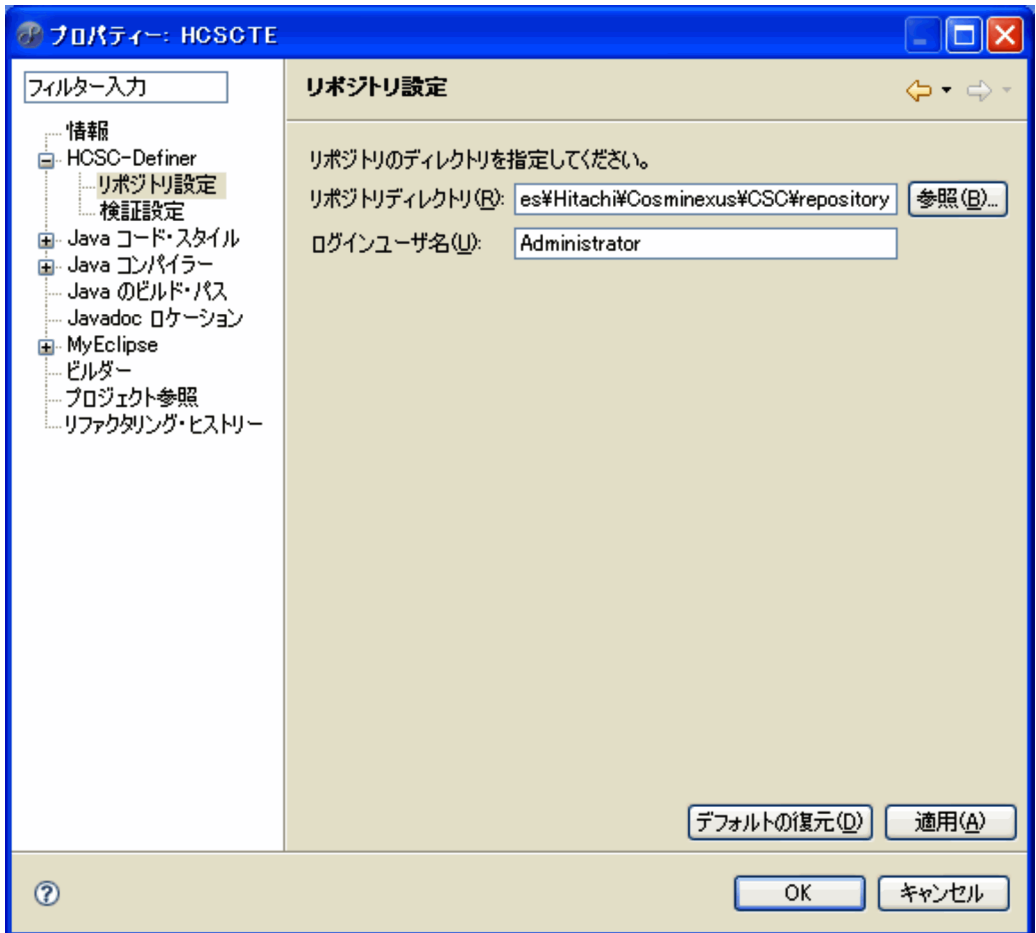 プロパティー: HCSCTE
フィルター入力
情報
HCSC-Definer
リポジトリ設定
検証設定
Java コード・スタイル
Java コンパイラー
Java のビルド・パス
Javadoc ロケーション
MyEclipse
ビルダー
プロジェクト参照
リファクタリング・ヒストリー
リポジトリ設定
リポジトリのディレクトリを指定してください。
リポジトリディレクトリ(R): es¥Hitachi¥Cosminexus¥CSC¥repository 参照(B)...
ログインユーザ名(U): Administrator
デフォルトの復元(D) 適用(A)
? OK キャンセル